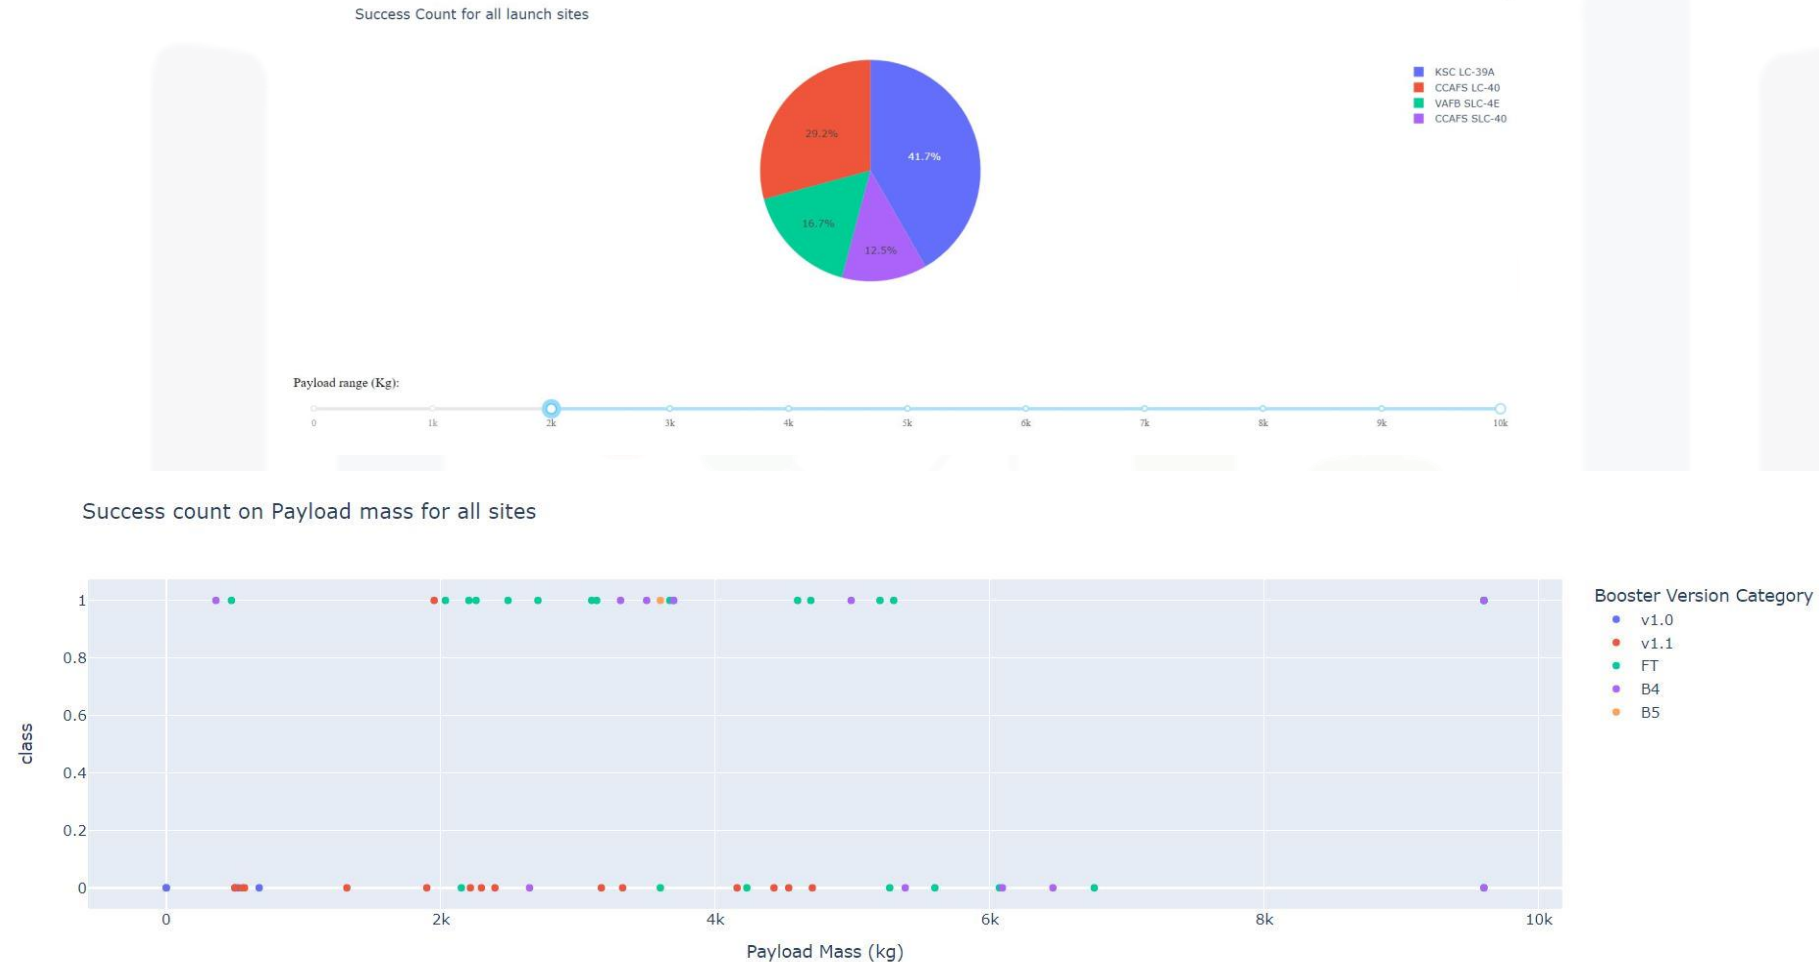 Success Count for all launch sites
KSC LC-39A
CCAFS LC-40
VAFB SLC-4E
CCAFS SLC-40
29.2%
41.7%
16.7%
12.5%
Payload range (Kg):
0 1k 2k 3k 4k 5k 6k 7k 8k 9k 10k
Success count on Payload mass for all sites
Booster Version Category
v1.0
v1.1
FT
B4
B5
1
0.8
0.6
0.4
0.2
0
class
0 2k 4k 6k 8k 10k
Payload Mass (kg)